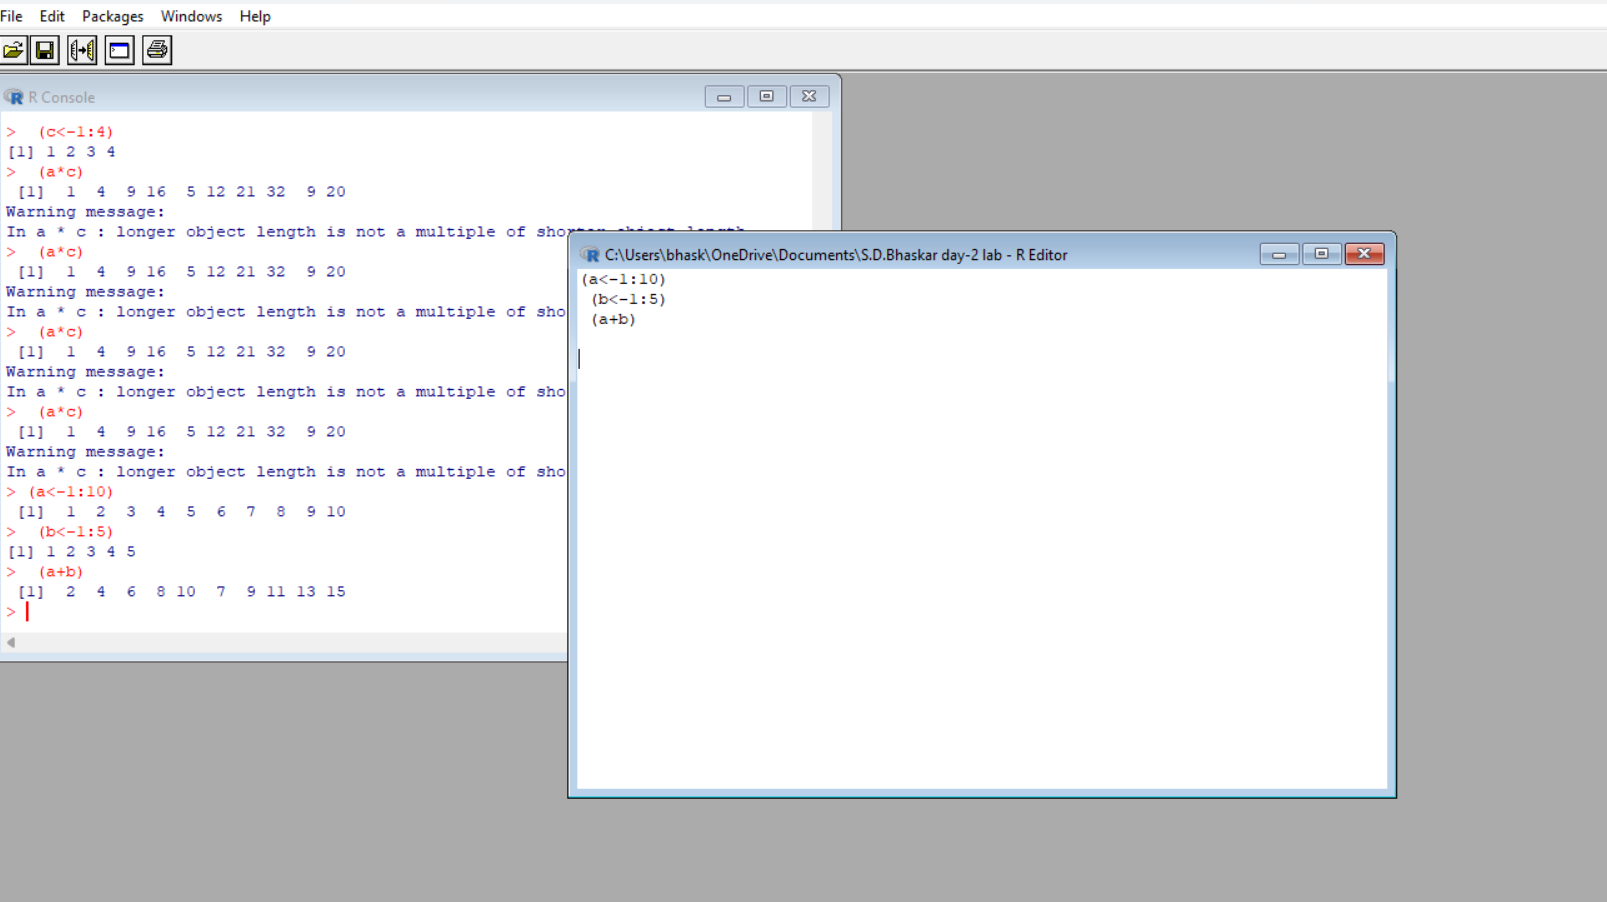 File Edit Packages Windows Help
R Console
> (c<-1:4)
[1] 1 2 3 4
> (a*c)
[1] 1 4 9 16 5 12 21 32 9 20
Warning message:
In a * c : longer object length is not a multiple of shorter object length
> (a*c)
[1] 1 4 9 16 5 12 21 32 9 20
Warning message:
In a * c : longer object length is not a multiple of sho
> (a*c)
[1] 1 4 9 16 5 12 21 32 9 20
Warning message:
In a * c : longer object length is not a multiple of sho
> (a*c)
[1] 1 4 9 16 5 12 21 32 9 20
Warning message:
In a * c : longer object length is not a multiple of sho
> (a<-1:10)
[1] 1 2 3 4 5 6 7 8 9 10
> (b<-1:5)
[1] 1 2 3 4 5
> (a+b)
[1] 2 4 6 8 10 7 9 11 13 15
>
C:\Users\bhask\OneDrive\Documents\S.D.Bhaskar day-2 lab - R Editor
(a<-1:10)
(b<-1:5)
(a+b)